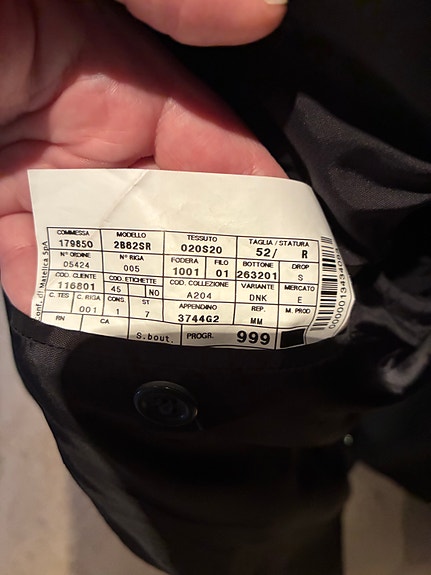 Conf. di Matelica SpA
COMMESSA MODELLO TESSUTO TAGLIA / STATURA
179850 2B82SR 020S20 52/ R
N° ORDINE N° RIGA FODERA FILO BOTTONE DROP
05424 005 1001 01 263201 S
COD. CLIENTE COD. ETICHETTE COD. COLLEZIONE VARIANTE MERCATO
116801 45 NO A204 DNK E
C. TES C. RIGA CONS. ST APPENDINO REP. M. PROD
001 1 7 3744G2 MM
RN CA S.bout. PROGR. 999